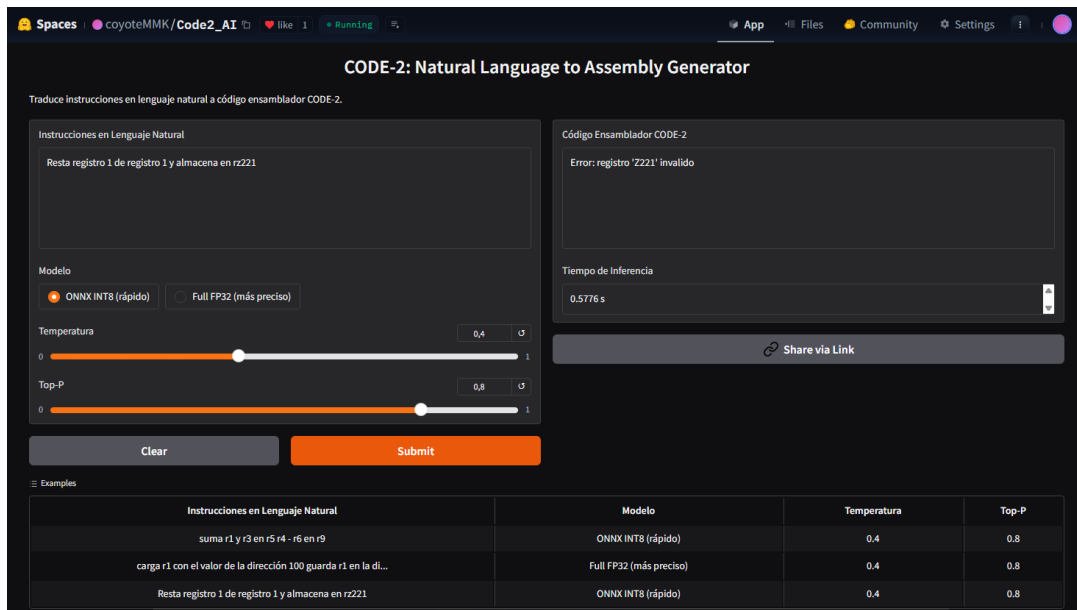 Spaces coyoteMMK/Code2_AI like 1 Running App Files Community Settings
CODE-2: Natural Language to Assembly Generator
Traduce instrucciones en lenguaje natural a código ensamblador CODE-2.
Instrucciones en Lenguaje Natural
Resta registro 1 de registro 1 y almacena en rz221
Modelo
ONNX INT8 (rápido) Full FP32 (más preciso)
Temperatura 0,4
0 1
Top-P 0,8
0 1
Clear Submit
Código Ensamblador CODE-2
Error: registro 'Z221' invalido
Tiempo de Inferencia
0.5776 s
Share via Link
Examples
Instrucciones en Lenguaje Natural Modelo Temperatura Top-P
suma r1 y r3 en r5 r4 - r6 en r9 ONNX INT8 (rápido) 0.4 0.8
carga r1 con el valor de la dirección 100 guarda r1 en la di... Full FP32 (más preciso) 0.4 0.8
Resta registro 1 de registro 1 y almacena en rz221 ONNX INT8 (rápido) 0.4 0.8